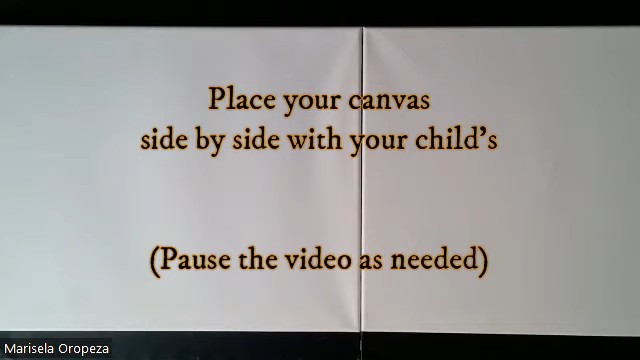 Place your canvas
side by side with your child's
(Pause the video as needed)
Marisela Oropeza